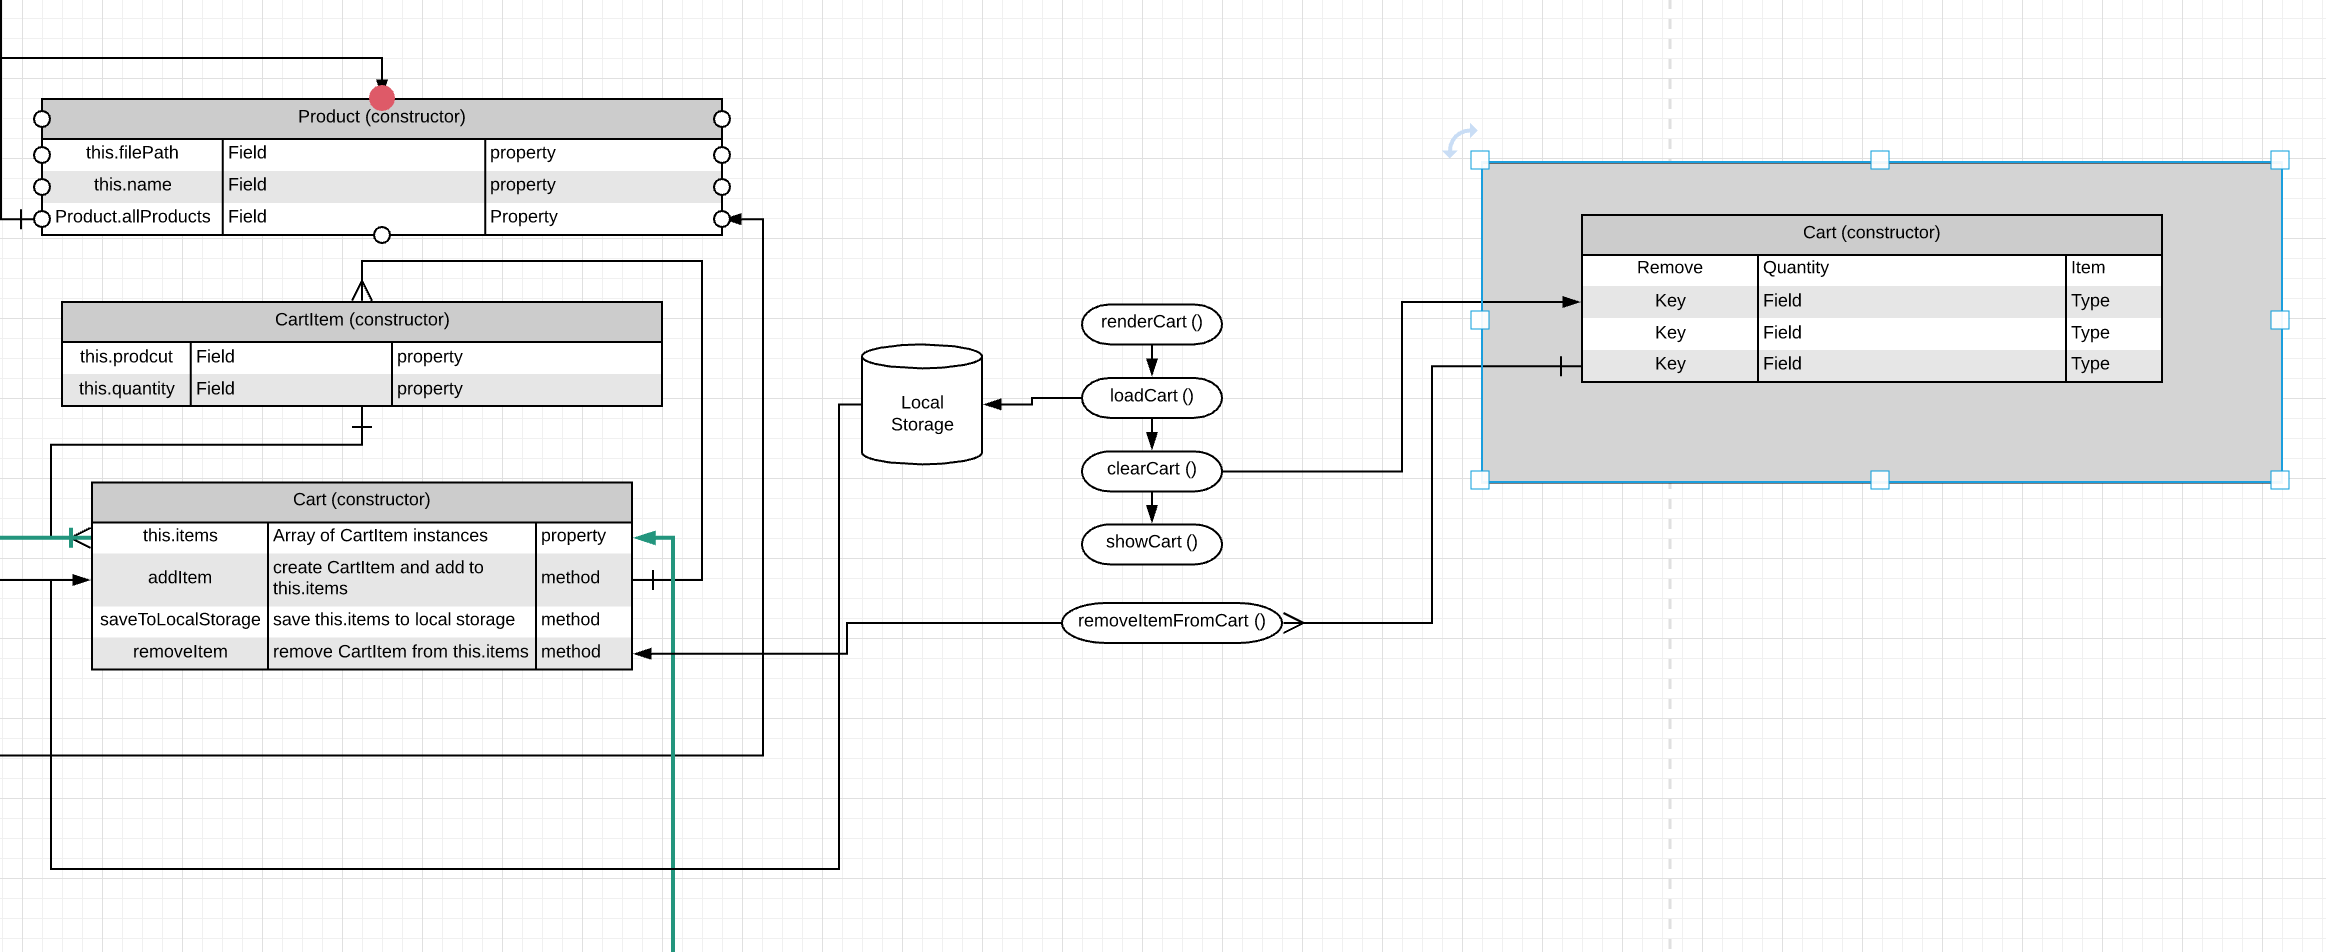 Product (constructor)
this.filePath Field property
this.name Field property
Product.allProducts Field Property
CartItem (constructor)
this.prodcut Field property
this.quantity Field property
Cart (constructor)
this.items Array of CartItem instances property
addItem create CartItem and add to this.items method
saveToLocalStorage save this.items to local storage method
removeItem remove CartItem from this.items method
Local
Storage
renderCart ()
loadCart ()
clearCart ()
showCart ()
removeItemFromCart ()
Cart (constructor)
Remove Quantity Item
Key Field Type
Key Field Type
Key Field Type